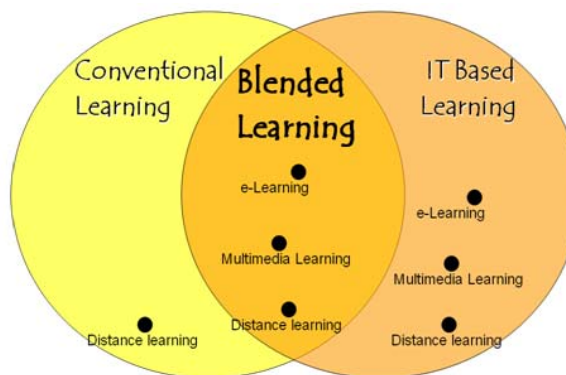 Conventional
Learning
Blended
Learning
IT Based
Learning
e-Learning
Multimedia Learning
Distance learning
e-Learning
Multimedia Learning
Distance learning
Distance learning